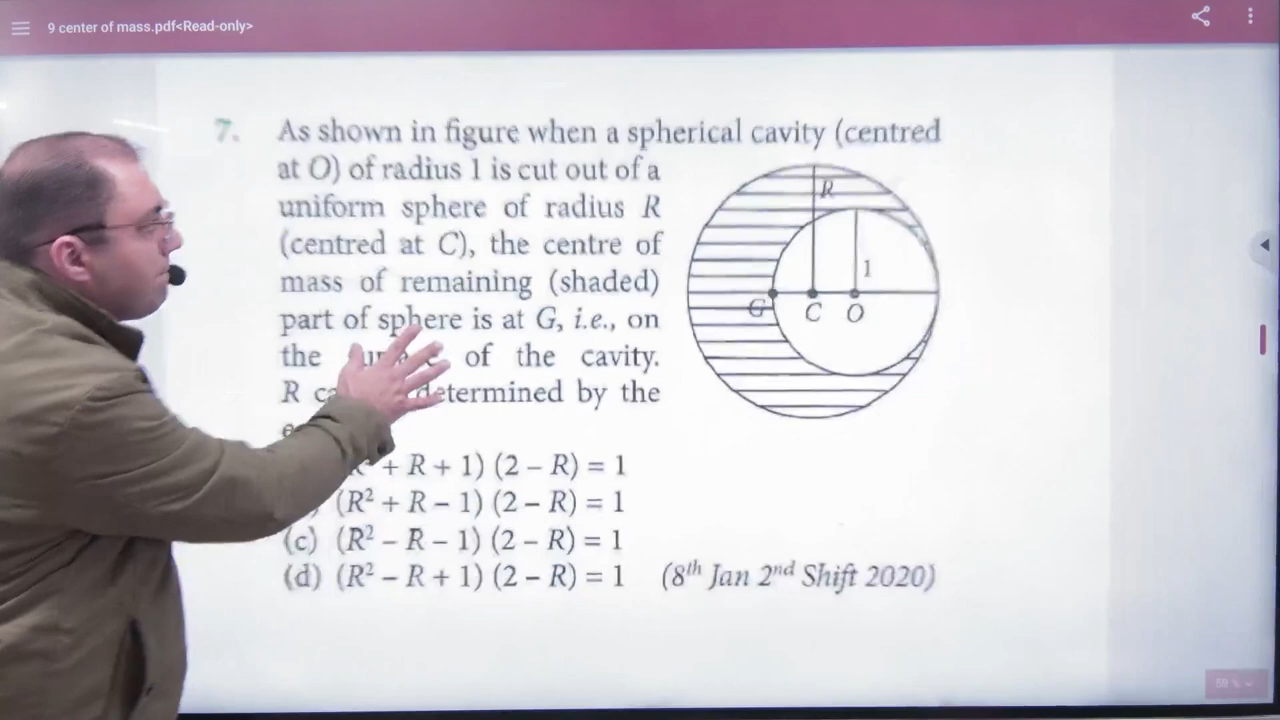 9 center of mass.pdf<Read-only>
7. As shown in figure when a spherical cavity (centred
at O) of radius 1 is cut out of a
uniform sphere of radius R
(centred at C), the centre of
mass of remaining (shaded)
part of sphere is at G, i.e., on
the of the cavity.
R determined by the
+ R + 1) (2 – R) = 1
(R² + R – 1) (2 – R) = 1
(c) (R² – R – 1) (2 – R) = 1
(d) (R² – R + 1) (2 – R) = 1 (8th Jan 2nd Shift 2020)
R
1
G C O
59 %